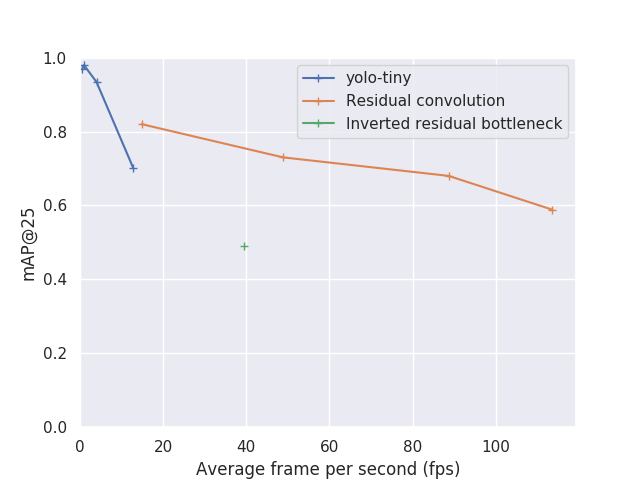 1.0
0.8
0.6
0.4
0.2
0.0
mAP@25
yolo-tiny
Residual convolution
Inverted residual bottleneck
0 20 40 60 80 100
Average frame per second (fps)